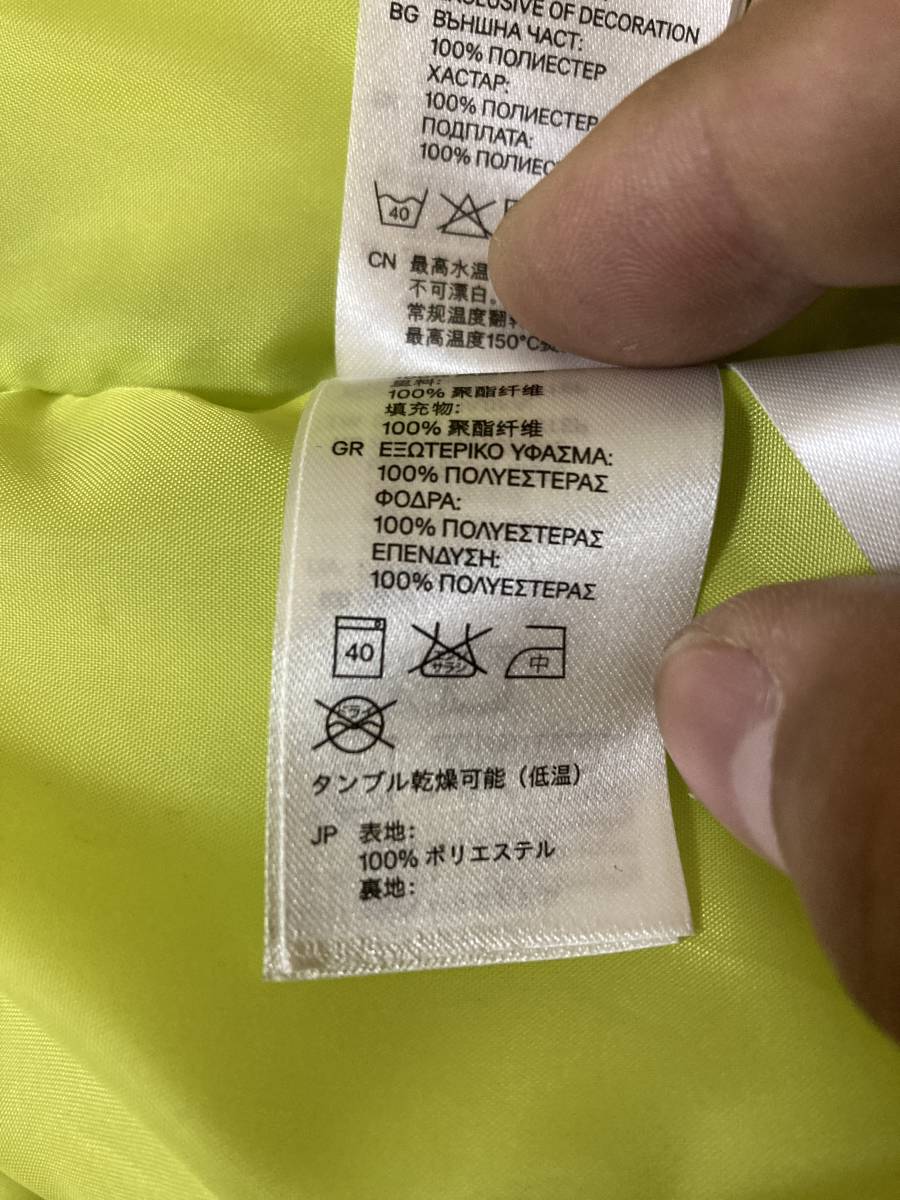 OF DECORATION
BG ВЪНШНА ЧАСТ:
100% ПОЛИЕСТЕР
ХАСТАР:
100% ПОЛИЕСТЕР
ПОДПЛАТА:
100%
40
CN 最高水温
不可漂白。
常规温度翻
最高温度150°C
面料:
100% 聚酯纤维
填充物:
100% 聚酯纤维
GR ΕΞΩΤΕΡΙΚΟ ΥΦΑΣΜΑ:
100% ΠΟΛΥΕΣΤΕΡΑΣ
ΦΟΔΡΑ:
100% ΠΟΛΥΕΣΤΕΡΑΣ
ΕΠΕΝΔΥΣΗ:
100% ΠΟΛΥΕΣΤΕΡΑΣ
40 サラシ 中
ドライ
タンブル乾燥可能（低温）
JP 表地:
100% ポリエステル
裏地: